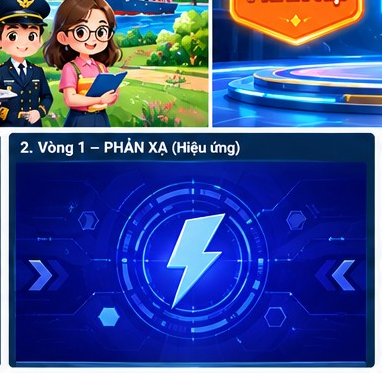 2. Vòng 1 – PHẢN XẠ (Hiệu ứng)